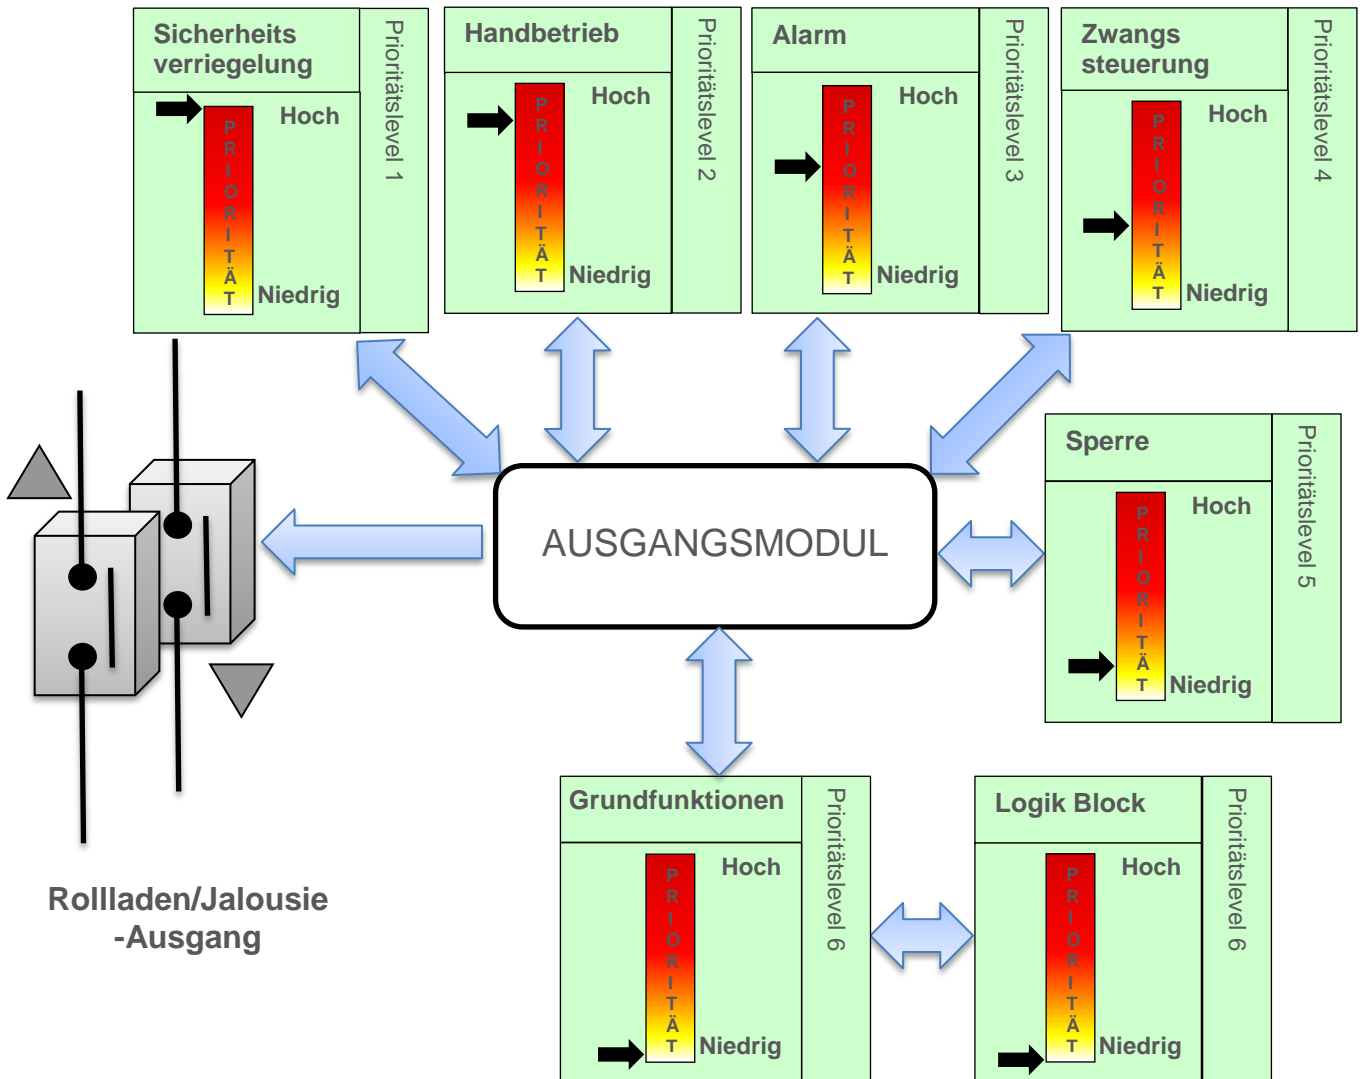 Sicherheits
verriegelung
Prioritätslevel 1
Hoch
PRIORITÄT
Niedrig
Handbetrieb
Prioritätslevel 2
Hoch
PRIORITÄT
Niedrig
Alarm
Prioritätslevel 3
Hoch
PRIORITÄT
Niedrig
Zwangs
steuerung
Prioritätslevel 4
Hoch
PRIORITÄT
Niedrig
Sperre
Prioritätslevel 5
Hoch
PRIORITÄT
Niedrig
AUSGANGSMODUL
Rollladen/Jalousie
-Ausgang
Grundfunktionen
Prioritätslevel 6
Hoch
PRIORITÄT
Niedrig
Logik Block
Prioritätslevel 6
Hoch
PRIORITÄT
Niedrig